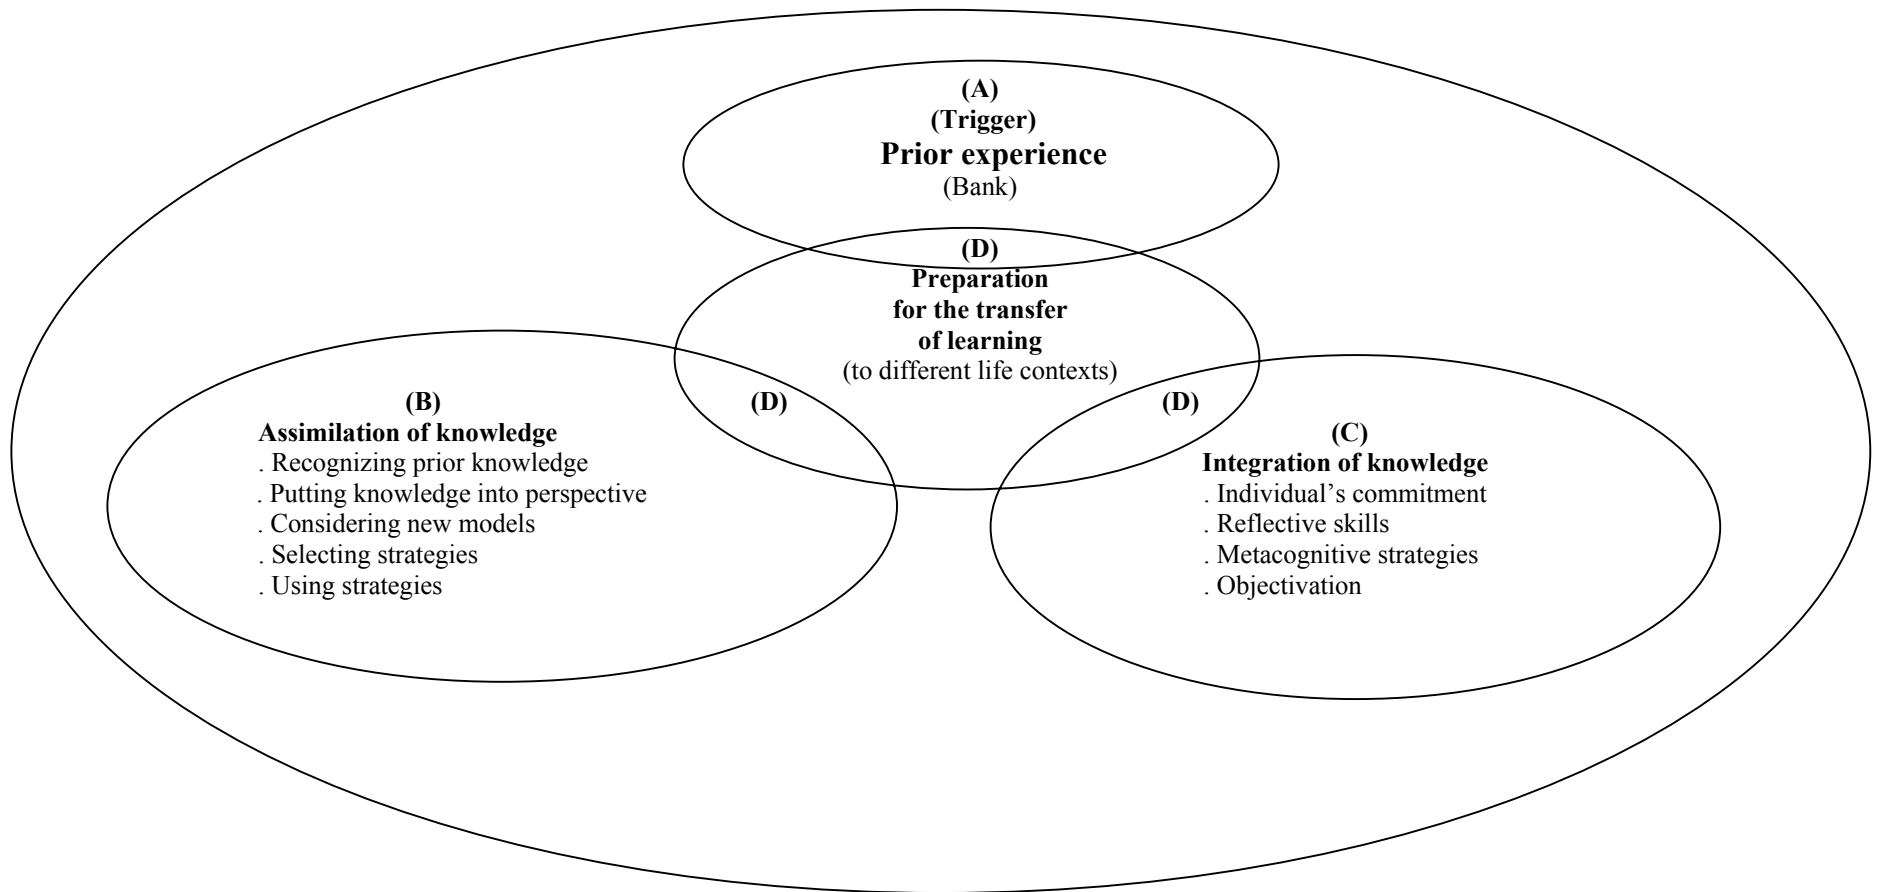 (A)
(Trigger)
Prior experience
(Bank)
(D)
Preparation
for the transfer
of learning
(to different life contexts)
(D)
(D)
(B)
Assimilation of knowledge
. Recognizing prior knowledge
. Putting knowledge into perspective
. Considering new models
. Selecting strategies
. Using strategies
(C)
Integration of knowledge
. Individual’s commitment
. Reflective skills
. Metacognitive strategies
. Objectivation